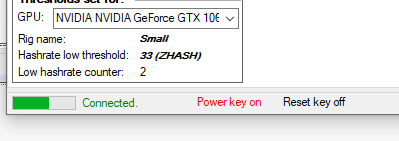 Thresholds set for:
GPU: NVIDIA NVIDIA GeForce GTX 106
Rig name: Small
Hashrate low threshold: 33 (ZHASH)
Low hashrate counter: 2
Connected. Power key on Reset key off